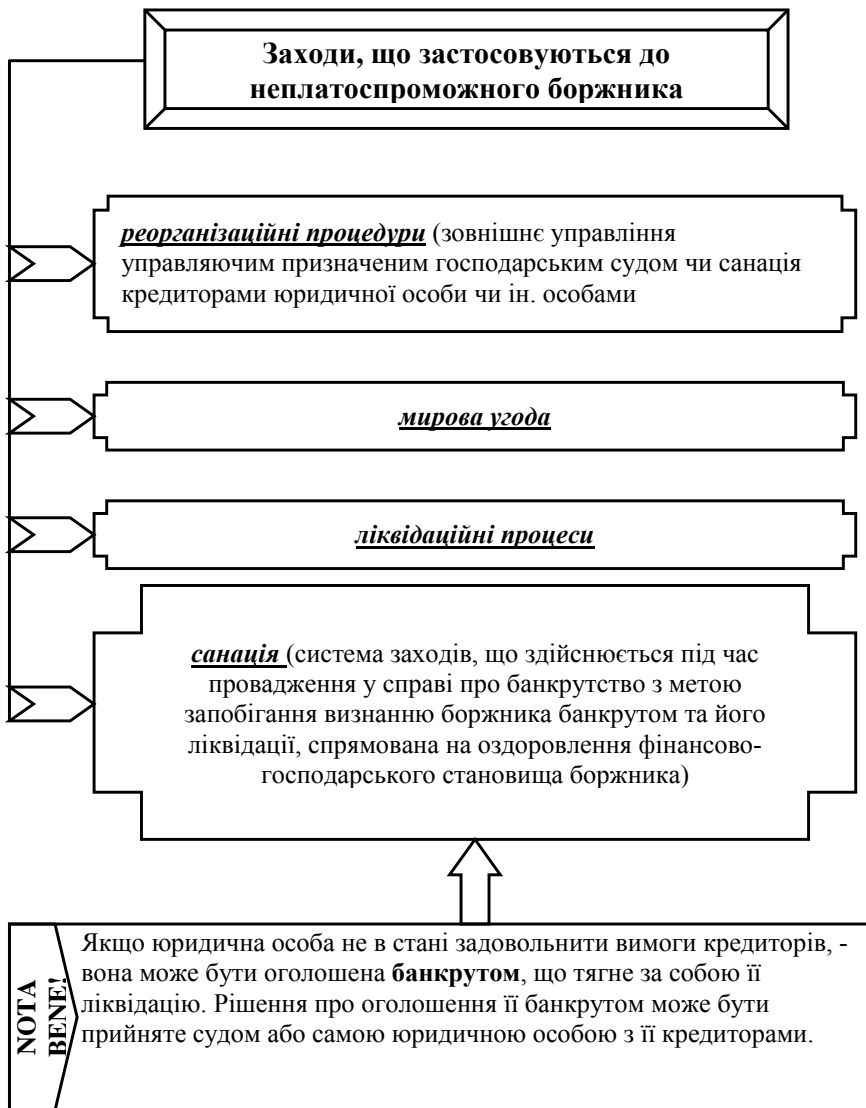 Заходи, що застосовуються до
неплатоспроможного боржника
реорганізаційні процедури (зовнішнє управління
управляючим призначеним господарським судом чи санація
кредиторами юридичної особи чи ін. особами
мирова угода
ліквідаційні процеси
санація (система заходів, що здійснюється під час
провадження у справі про банкрутство з метою
запобігання визнанню боржника банкрутом та його
ліквідації, спрямована на оздоровлення фінансово-
господарського становища боржника)
NOTA
BENE!
Якщо юридична особа не в стані задовольнити вимоги кредиторів, -
вона може бути оголошена банкрутом, що тягне за собою її
ліквідацію. Рішення про оголошення її банкрутом може бути
прийняте судом або самою юридичною особою з її кредиторами.